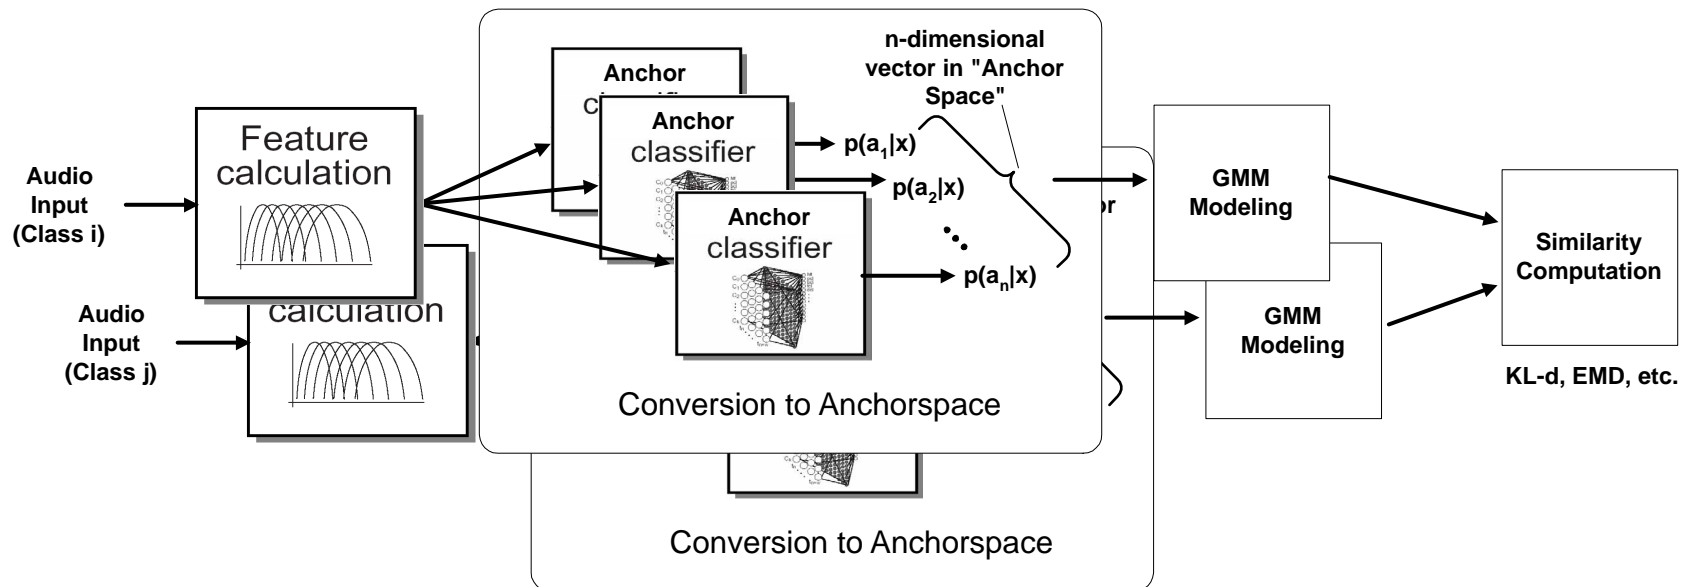 n-dimensional
vector in "Anchor
Space"
Anchor
Anchor
classifier
Anchor
classifier
Feature
calculation
Audio
Input
(Class i)
p(a1|x)
p(a2|x)
p(an|x)
GMM
Modeling
Similarity
Computation
KL-d, EMD, etc.
Audio
Input
(Class j)
calculation
GMM
Modeling
Conversion to Anchorspace
Conversion to Anchorspace